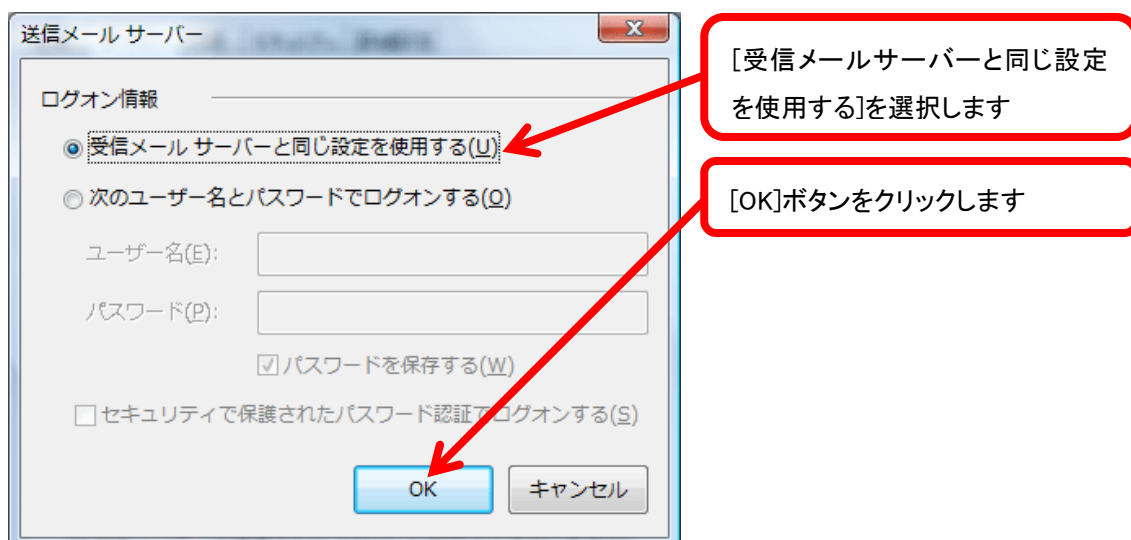 送信メール サーバー
ログオン情報
受信メール サーバーと同じ設定を使用する(U)
次のユーザー名とパスワードでログオンする(O)
ユーザー名(E):
パスワード(P):
パスワードを保存する(W)
セキュリティで保護されたパスワード認証でログオンする(S)
OK
キャンセル
[受信メールサーバーと同じ設定
を使用する]を選択します
[OK]ボタンをクリックします